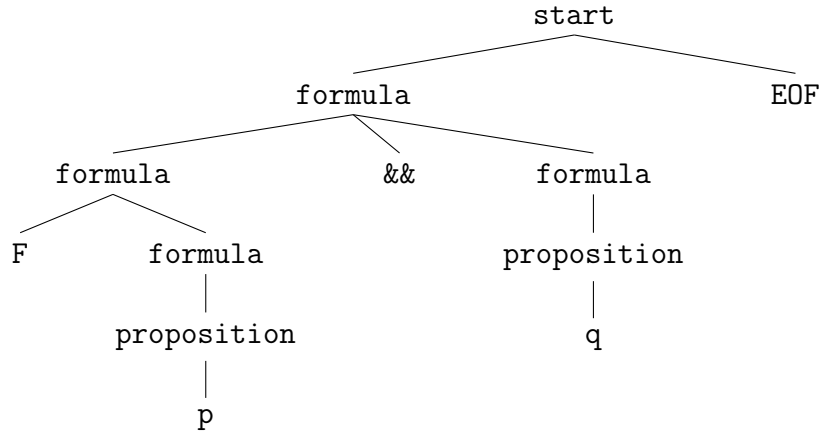 start
formula EOF
formula && formula
F formula proposition
proposition q
p